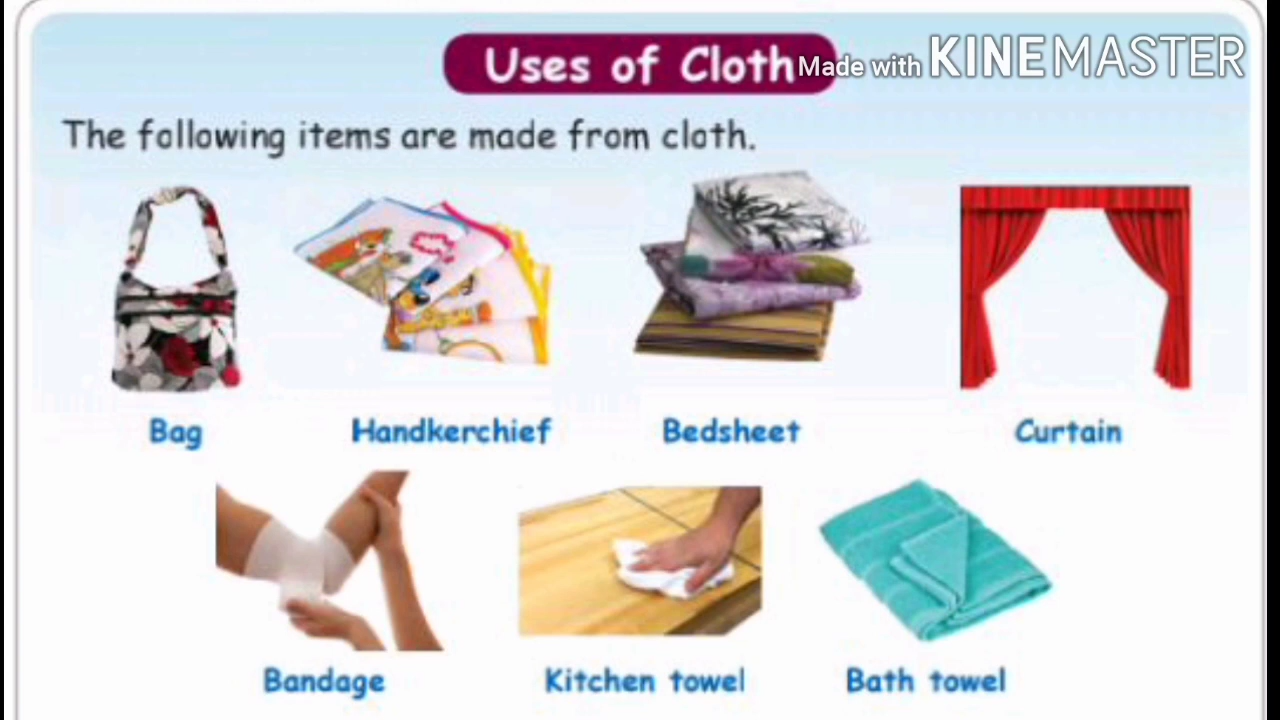 Uses of Cloth
Made with KINEMASTER
The following items are made from cloth.
Bag
Handkerchief
Bedsheet
Curtain
Bandage
Kitchen towel
Bath towel